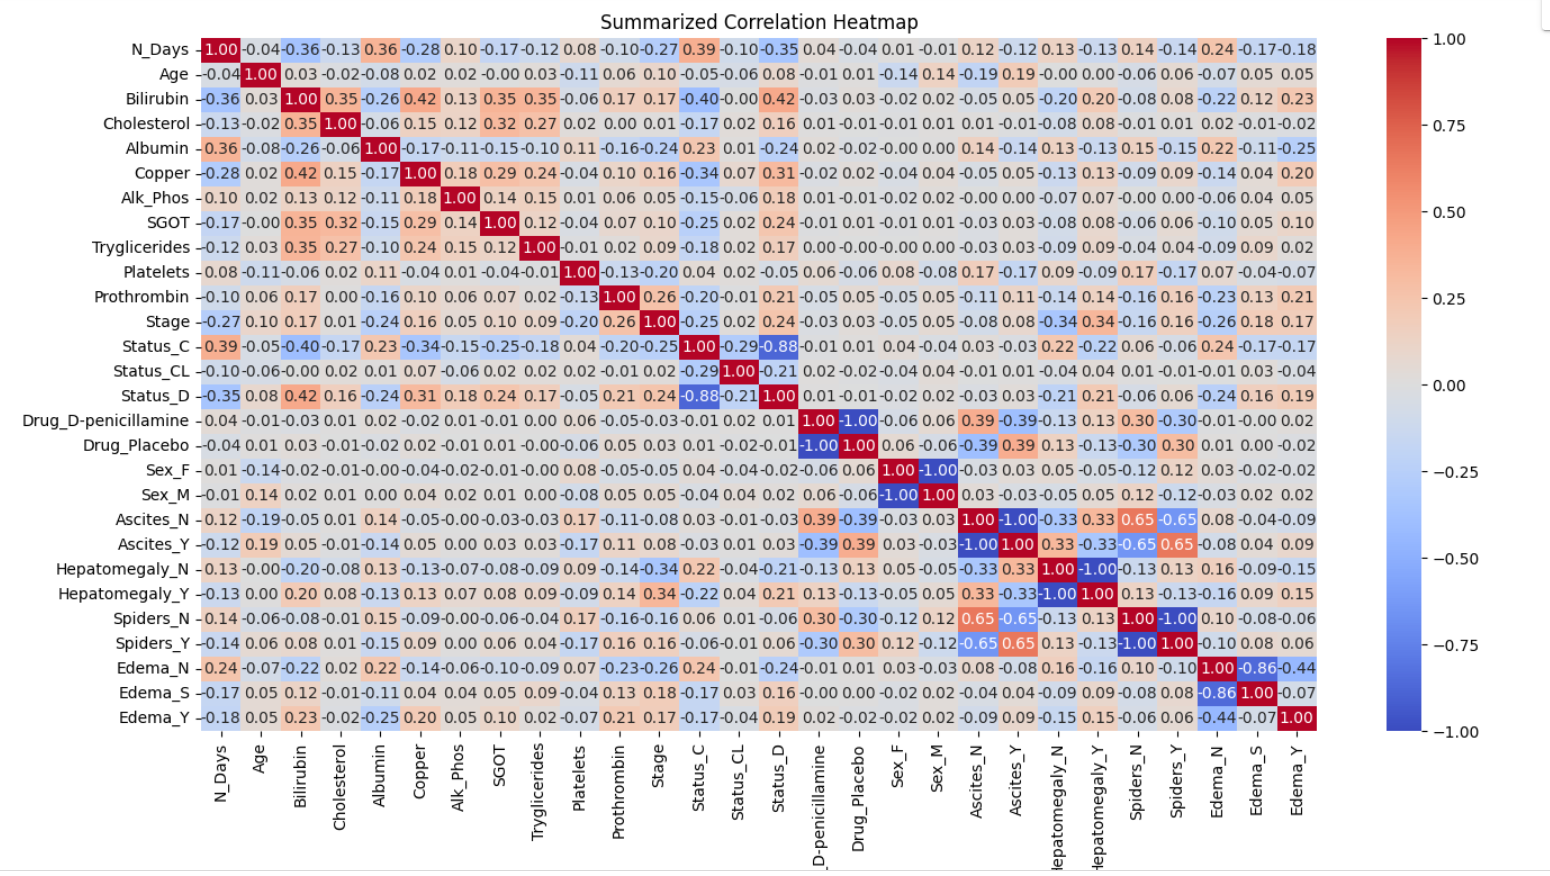 Summarized Correlation Heatmap
N_Days 1.00 -0.04 -0.36 -0.13 0.36 -0.28 0.10 -0.17 -0.12 0.08 -0.10 -0.27 0.39 -0.10 -0.35 0.04 -0.04 0.01 -0.01 0.12 -0.12 0.13 -0.13 0.14 -0.14 0.24 -0.17 -0.18
Age -0.04 1.00 0.03 -0.02 -0.08 0.02 0.02 -0.00 0.03 -0.11 0.06 0.10 -0.05 -0.06 0.08 -0.01 0.01 -0.14 0.14 -0.19 0.19 -0.00 0.00 -0.06 0.06 -0.07 0.05 0.05
Bilirubin -0.36 0.03 1.00 0.35 -0.26 0.42 0.13 0.35 0.35 -0.06 0.17 0.17 -0.40 -0.00 0.42 -0.03 0.03 -0.02 0.02 -0.05 0.05 -0.20 0.20 -0.08 0.08 -0.22 0.12 0.23
Cholesterol -0.13 -0.02 0.35 1.00 -0.06 0.15 0.12 0.32 0.27 0.02 0.00 0.01 -0.17 0.02 0.16 0.01 -0.01 -0.01 0.01 0.01 -0.01 -0.08 0.08 -0.01 0.01 0.02 -0.01 -0.02
Albumin 0.36 -0.08 -0.26 -0.06 1.00 -0.17 -0.11 -0.15 -0.10 0.11 -0.16 -0.24 0.23 0.01 -0.24 0.02 -0.02 -0.00 0.00 0.14 -0.14 0.13 -0.13 0.15 -0.15 0.22 -0.11 -0.25
Copper -0.28 0.02 0.42 0.15 -0.17 1.00 0.18 0.29 0.24 -0.04 0.10 0.16 -0.34 0.07 0.31 -0.02 0.02 -0.04 0.04 -0.05 0.05 -0.13 0.13 -0.09 0.09 -0.14 0.04 0.20
Alk_Phos 0.10 0.02 0.13 0.12 -0.11 0.18 1.00 0.14 0.15 0.01 0.06 0.05 -0.15 -0.06 0.18 0.01 -0.01 -0.02 0.02 -0.00 0.00 -0.07 0.07 -0.00 0.00 -0.06 0.04 0.05
SGOT -0.17 -0.00 0.35 0.32 -0.15 0.29 0.14 1.00 0.12 -0.04 0.07 0.10 -0.25 0.02 0.24 -0.01 0.01 -0.01 0.01 -0.03 0.03 -0.08 0.08 -0.06 0.06 -0.10 0.05 0.10
Tryglicerides -0.12 0.03 0.35 0.27 -0.10 0.24 0.15 0.12 1.00 -0.01 0.02 0.09 -0.18 0.02 0.17 0.00 -0.00 -0.00 0.00 -0.03 0.03 -0.09 0.09 -0.04 0.04 -0.09 0.09 0.02
Platelets 0.08 -0.11 -0.06 0.02 0.11 -0.04 0.01 -0.04 -0.01 1.00 -0.13 -0.20 0.04 0.02 -0.05 0.06 -0.06 0.08 -0.08 0.17 -0.17 0.09 -0.09 0.17 -0.17 0.07 -0.04 -0.07
Prothrombin -0.10 0.06 0.17 0.00 -0.16 0.10 0.06 0.07 0.02 -0.13 1.00 0.26 -0.20 -0.01 0.21 -0.05 0.05 -0.05 0.05 -0.11 0.11 -0.14 0.14 -0.16 0.16 -0.23 0.13 0.21
Stage -0.27 0.10 0.17 0.01 -0.24 0.16 0.05 0.10 0.09 -0.20 0.26 1.00 -0.25 0.02 0.24 -0.03 0.03 -0.05 0.05 -0.08 0.08 -0.34 0.34 -0.16 0.16 -0.26 0.18 0.17
Status_C 0.39 -0.05 -0.40 -0.17 0.23 -0.34 -0.15 -0.25 -0.18 0.04 -0.20 -0.25 1.00 -0.29 -0.88 -0.01 0.01 0.04 -0.04 0.03 -0.03 0.22 -0.22 0.06 -0.06 0.24 -0.17 -0.17
Status_CL -0.10 -0.06 -0.00 0.02 0.01 0.07 -0.06 0.02 0.02 0.02 -0.01 0.02 -0.29 1.00 -0.21 0.02 -0.02 -0.04 0.04 0.01 -0.01 -0.04 0.04 0.01 -0.01 -0.01 0.03 -0.04
Status_D -0.35 0.08 0.42 0.16 -0.24 0.31 0.18 0.24 0.17 -0.05 0.21 0.24 -0.88 -0.21 1.00 0.01 -0.01 -0.02 0.02 -0.03 0.03 -0.21 0.21 -0.06 0.06 -0.24 0.16 0.19
Drug_D-penicillamine 0.04 -0.01 -0.03 0.01 0.02 -0.02 0.01 -0.01 0.00 0.06 -0.05 -0.03 -0.01 0.02 0.01 1.00 -1.00 -0.06 0.06 0.39 -0.39 -0.13 0.13 0.30 -0.30 -0.01 -0.00 0.02
Drug_Placebo -0.04 0.01 0.03 -0.01 -0.02 0.02 -0.01 0.01 -0.00 -0.06 0.05 0.03 0.01 -0.02 -0.01 -1.00 1.00 0.06 -0.06 -0.39 0.39 0.13 -0.13 -0.30 0.30 0.01 0.00 -0.02
Sex_F 0.01 -0.14 -0.02 -0.01 -0.00 -0.04 -0.02 -0.01 -0.00 0.08 -0.05 -0.05 0.04 -0.04 -0.02 -0.06 0.06 1.00 -1.00 -0.03 0.03 0.05 -0.05 -0.12 0.12 0.03 -0.02 -0.02
Sex_M -0.01 0.14 0.02 0.01 0.00 0.04 0.02 0.01 0.00 -0.08 0.05 0.05 -0.04 0.04 0.02 0.06 -0.06 -1.00 1.00 0.03 -0.03 -0.05 0.05 0.12 -0.12 -0.03 0.02 0.02
Ascites_N 0.12 -0.19 -0.05 0.01 0.14 -0.05 -0.00 -0.03 -0.03 0.17 -0.11 -0.08 0.03 0.01 -0.03 0.39 -0.39 -0.03 0.03 1.00 -1.00 -0.33 0.33 0.65 -0.65 0.08 -0.04 -0.09
Ascites_Y -0.12 0.19 0.05 -0.01 -0.14 0.05 0.00 0.03 0.03 -0.17 0.11 0.08 -0.03 -0.01 0.03 -0.39 0.39 0.03 -0.03 -1.00 1.00 0.33 -0.33 -0.65 0.65 -0.08 0.04 0.09
Hepatomegaly_N 0.13 -0.00 -0.20 -0.08 0.13 -0.13 -0.07 -0.08 -0.09 0.09 -0.14 -0.34 0.22 -0.04 -0.21 -0.13 0.13 0.05 -0.05 -0.33 0.33 1.00 -1.00 -0.13 0.13 0.16 -0.09 -0.15
Hepatomegaly_Y -0.13 0.00 0.20 0.08 -0.13 0.13 0.07 0.08 0.09 -0.09 0.14 0.34 -0.22 0.04 0.21 0.13 -0.13 -0.05 0.05 0.33 -0.33 -1.00 1.00 0.13 -0.13 -0.16 0.09 0.15
Spiders_N 0.14 -0.06 -0.08 -0.01 0.15 -0.09 -0.00 -0.06 -0.04 0.17 -0.16 -0.16 0.06 0.01 -0.06 0.30 -0.30 -0.12 0.12 0.65 -0.65 -0.13 0.13 1.00 -1.00 0.10 -0.08 -0.06
Spiders_Y -0.14 0.06 0.08 0.01 -0.15 0.09 0.00 0.06 0.04 -0.17 0.16 0.16 -0.06 -0.01 0.06 -0.30 0.30 0.12 -0.12 -0.65 0.65 0.13 -0.13 -1.00 1.00 -0.10 0.08 0.06
Edema_N 0.24 -0.07 -0.22 0.02 0.22 -0.14 -0.06 -0.10 -0.09 0.07 -0.23 -0.26 0.24 -0.01 -0.24 -0.01 0.01 0.03 -0.03 0.08 -0.08 0.16 -0.16 0.10 -0.10 1.00 -0.86 -0.44
Edema_S -0.17 0.05 0.12 -0.01 -0.11 0.04 0.04 0.05 0.09 -0.04 0.13 0.18 -0.17 0.03 0.16 -0.00 0.00 -0.02 0.02 -0.04 0.04 -0.09 0.09 -0.08 0.08 -0.86 1.00 -0.07
Edema_Y -0.18 0.05 0.23 -0.02 -0.25 0.20 0.05 0.10 0.02 -0.07 0.21 0.17 -0.17 -0.04 0.19 0.02 -0.02 -0.02 0.02 -0.09 0.09 -0.15 0.15 -0.06 0.06 -0.44 -0.07 1.00
N_Days
Age
Bilirubin
Cholesterol
Albumin
Copper
Alk_Phos
SGOT
Tryglicerides
Platelets
Prothrombin
Stage
Status_C
Status_CL
Status_D
_D-penicillamine
Drug_Placebo
Sex_F
Sex_M
Ascites_N
Ascites_Y
Hepatomegaly_N
Hepatomegaly_Y
Spiders_N
Spiders_Y
Edema_N
Edema_S
Edema_Y
1.00
0.75
0.50
0.25
0.00
−0.25
−0.50
−0.75
−1.00